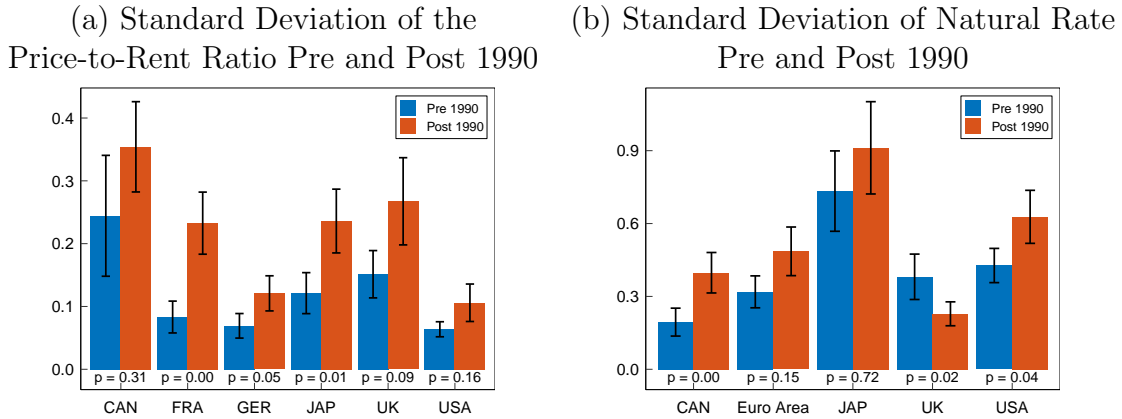 (a) Standard Deviation of the
Price-to-Rent Ratio Pre and Post 1990
0.4
0.3
0.2
0.1
0.0
Pre 1990
Post 1990
p = 0.31 p = 0.00 p = 0.05 p = 0.01 p = 0.09 p = 0.16
CAN FRA GER JAP UK USA
(b) Standard Deviation of Natural Rate
Pre and Post 1990
0.9
0.6
0.3
0.0
Pre 1990
Post 1990
p = 0.00 p = 0.15 p = 0.72 p = 0.02 p = 0.04
CAN Euro Area JAP UK USA